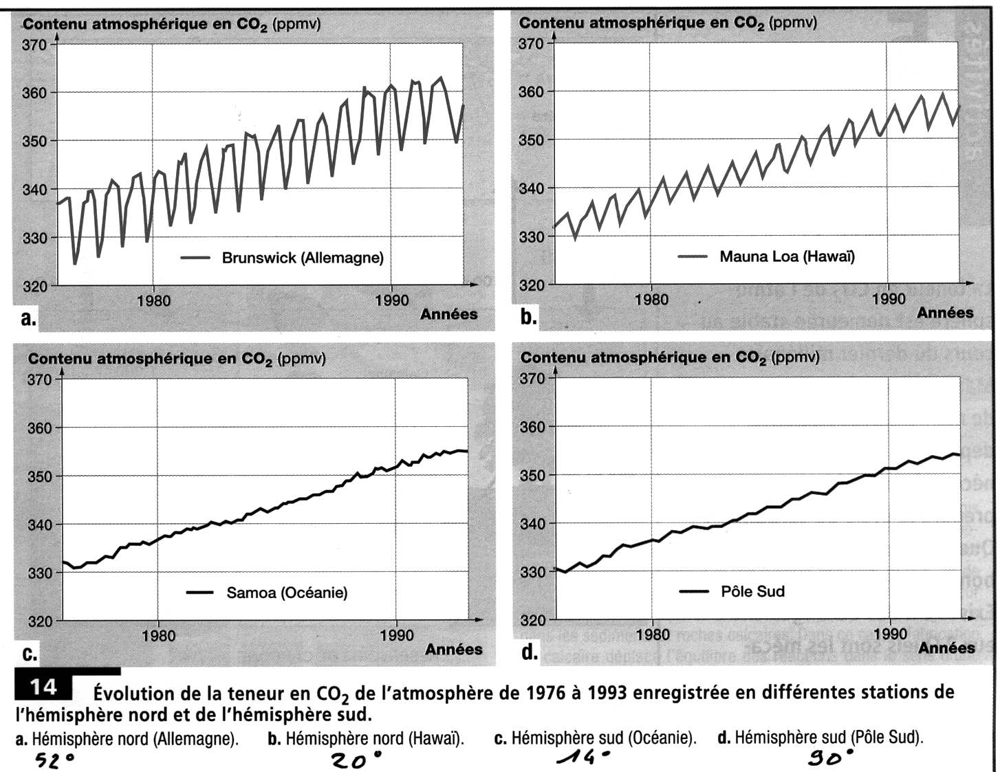 Contenu atmosphérique en CO2 (ppmv)
370
360
350
340
330
320
Brunswick (Allemagne)
1980
1990
Années
a.
Contenu atmosphérique en CO2 (ppmv)
370
360
350
340
330
320
Mauna Loa (Hawaï)
1980
1990
Années
b.
Contenu atmosphérique en CO2 (ppmv)
370
360
350
340
330
320
Samoa (Océanie)
1980
1990
Années
c.
Contenu atmosphérique en CO2 (ppmv)
370
360
350
340
330
320
Pôle Sud
1980
1990
Années
d.
14 Évolution de la teneur en CO2 de l'atmosphère de 1976 à 1993 enregistrée en différentes stations de
l'hémisphère nord et de l'hémisphère sud.
a. Hémisphère nord (Allemagne). b. Hémisphère nord (Hawaï). c. Hémisphère sud (Océanie). d. Hémisphère sud (Pôle Sud).
52° 20° 14° 90°